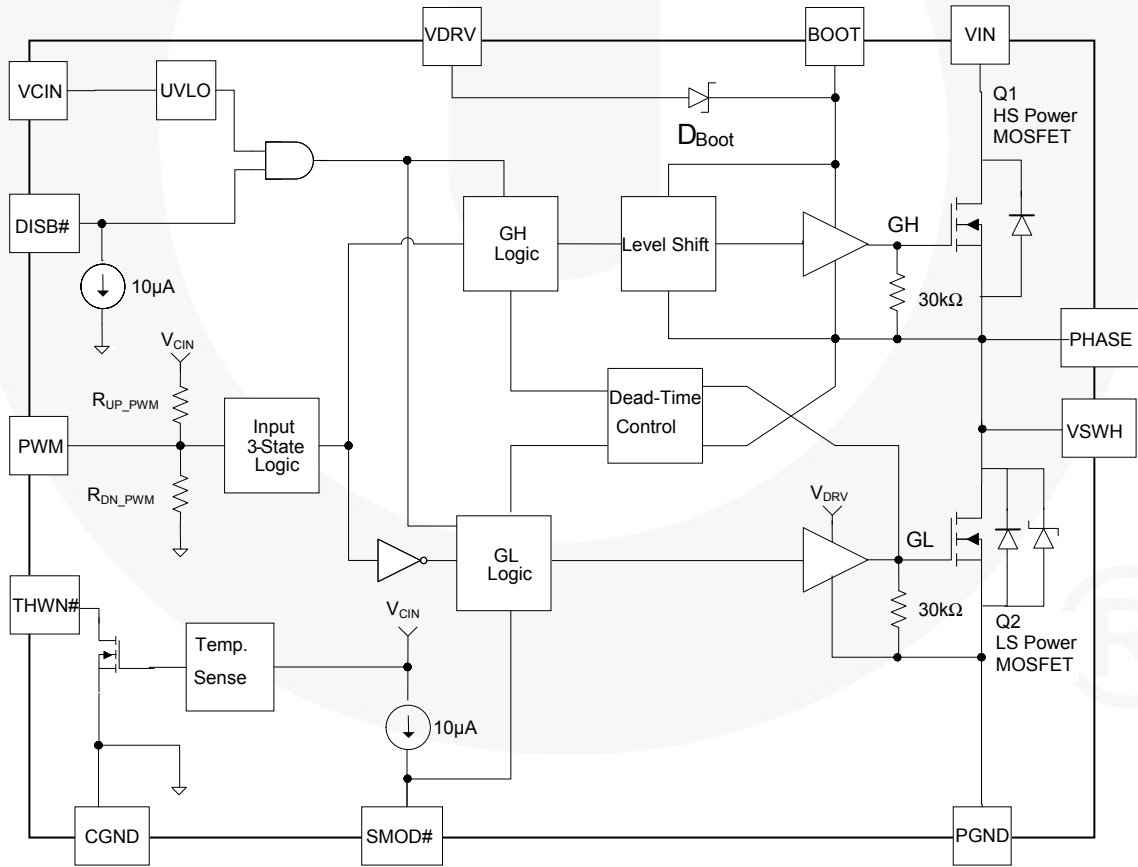 VDRV
BOOT
VIN
VCIN
UVLO
Q1
HS Power
MOSFET
DBoot
DISB#
10µA
GH
Logic
Level Shift
GH
30kΩ
PHASE
VCIN
RUP_PWM
PWM
Input
3-State
Logic
Dead-Time
Control
VSWH
RDN_PWM
VDRV
GL
Logic
GL
30kΩ
THWN#
Temp.
Sense
VCIN
10µA
Q2
LS Power
MOSFET
CGND
SMOD#
PGND
®